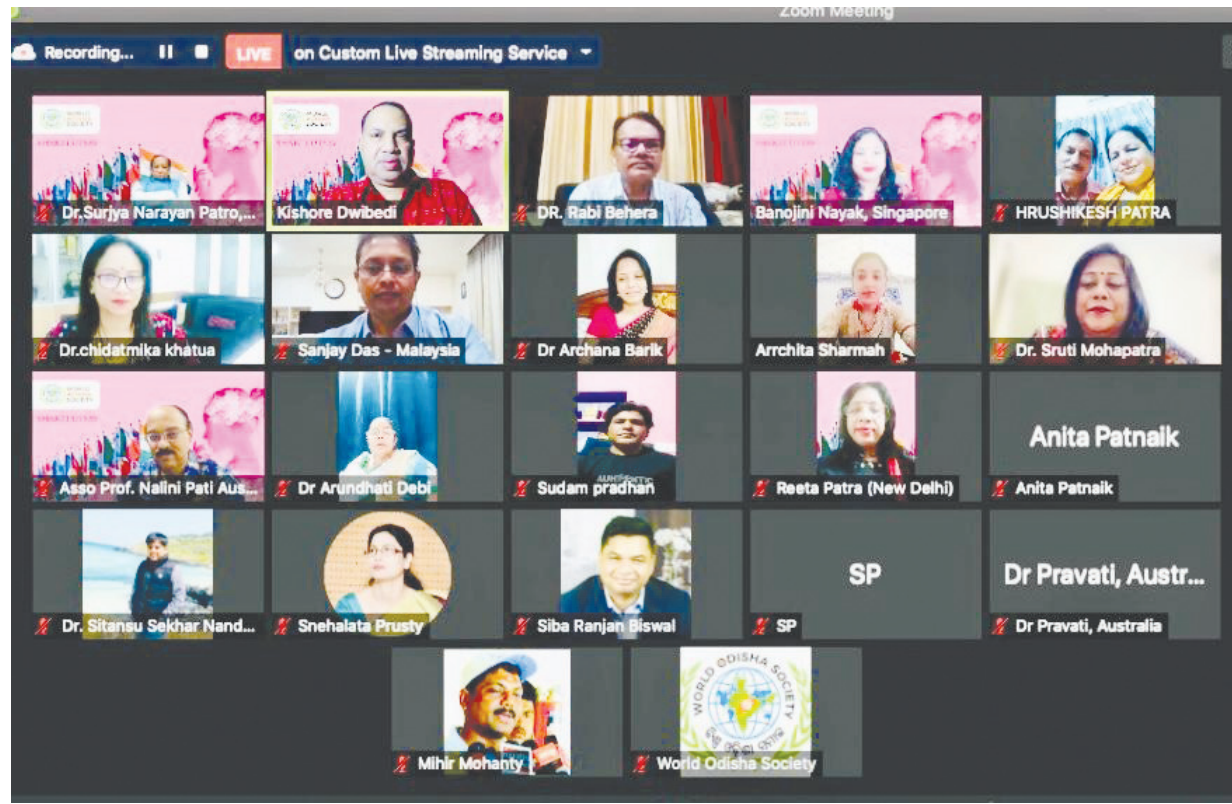 Zoom Meeting
Recording...
LIVE
on Custom Live Streaming Service
WORLD
SOCIETY
Dr.Surjya Narayan Patro,...
Kishore Dwibedi
DR. Rabi Behera
Banojini Nayak, Singapore
HRUSHIKESH PATRA
Dr.chidatmika khatua
Sanjay Das - Malaysia
Dr Archana Barik
Arrchita Sharmah
Dr. Sruti Mohapatra
Asso Prof. Nalini Pati Aus...
Dr Arundhati Debi
AUTHENTIC
Sudam pradhan
Reeta Patra (New Delhi)
Anita Patnaik
Anita Patnaik
Dr. Sitansu Sekhar Nand...
Snehalata Prusty
Siba Ranjan Biswal
SP
SP
Dr Pravati, Austr...
Dr Pravati, Australia
Mihir Mohanty
WORLD ODISHA SOCIETY
World Odisha Society